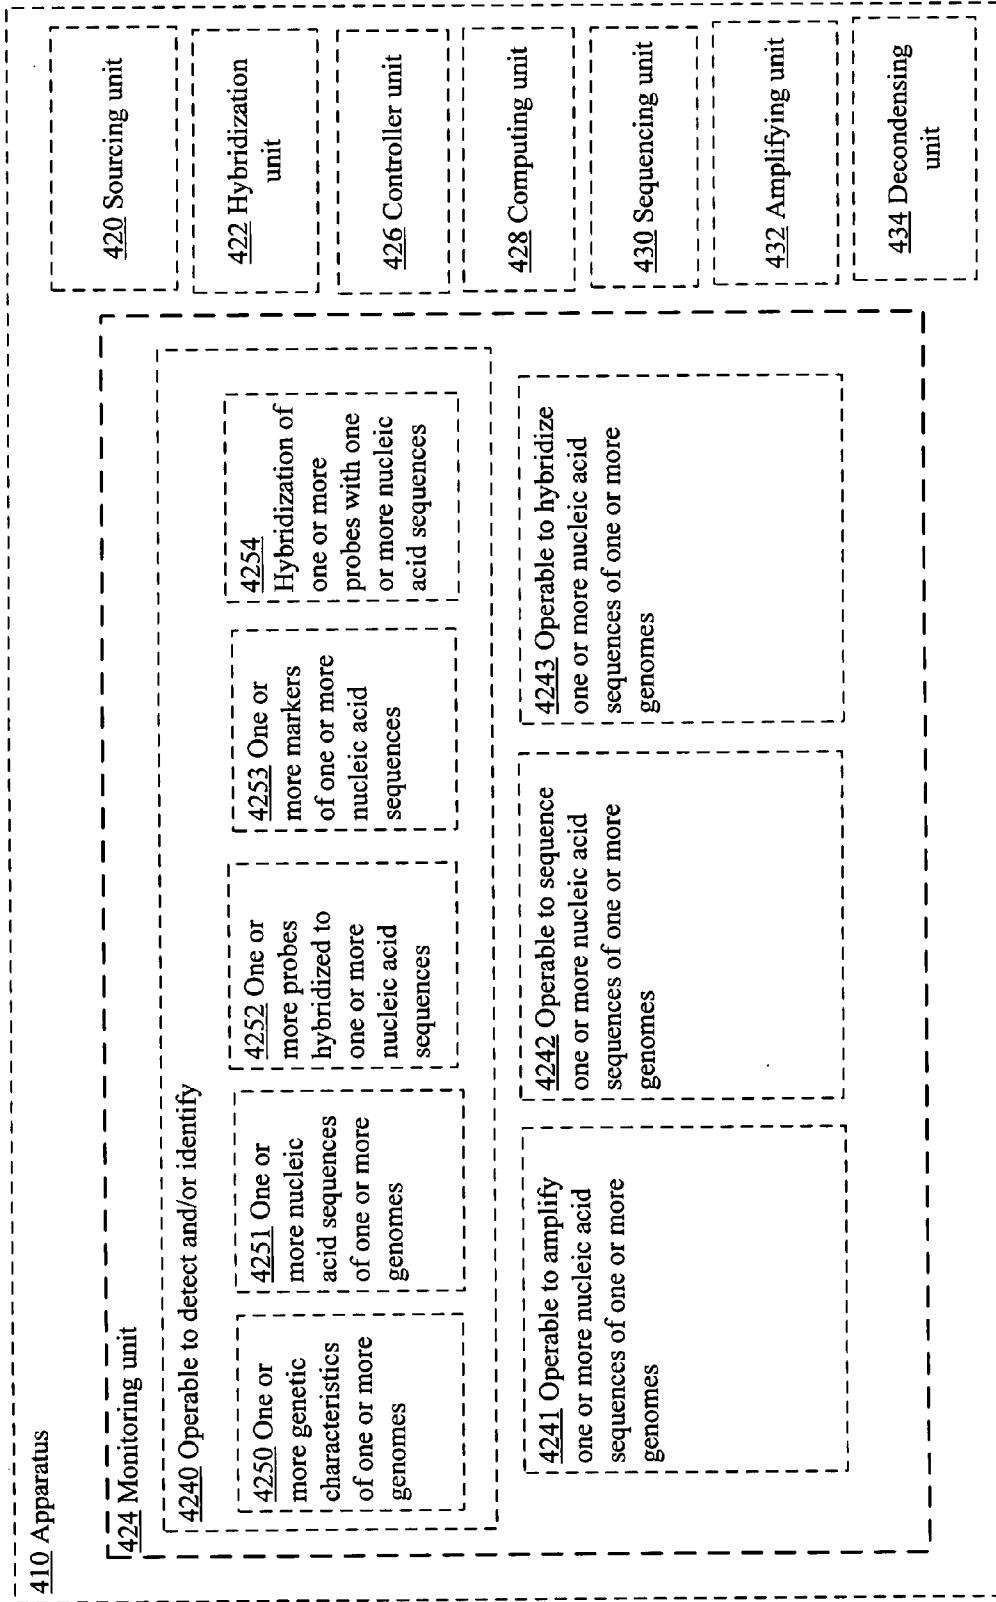 410 Apparatus
424 Monitoring unit
4240 Operable to detect and/or identify
4250 One or
more genetic
characteristics
of one or more
genomes
4251 One or
more nucleic
acid sequences
of one or more
genomes
4252 One or
more probes
hybridized to
one or more
nucleic acid
sequences
4253 One or
more markers
of one or more
nucleic acid
sequences
4254
Hybridization of
one or more
probes with one
or more nucleic
acid sequences
4241 Operable to amplify
one or more nucleic acid
sequences of one or more
genomes
4242 Operable to sequence
one or more nucleic acid
sequences of one or more
genomes
4243 Operable to hybridize
one or more nucleic acid
sequences of one or more
genomes
420 Sourcing unit
422 Hybridization
unit
426 Controller unit
428 Computing unit
430 Sequencing unit
432 Amplifying unit
434 Decondensing
unit